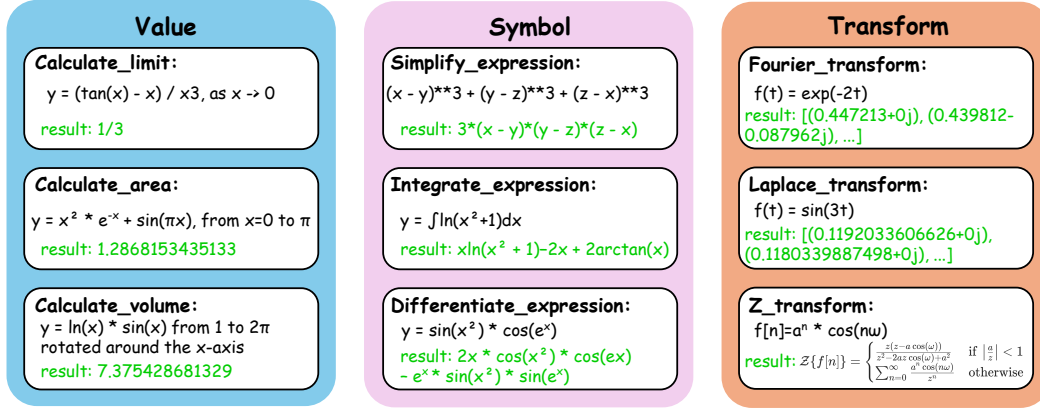 Value
Calculate_limit:
y = (tan(x) - x) / x3, as x -> 0
result: 1/3
Calculate_area:
y = x² * e⁻ˣ + sin(πx), from x=0 to π
result: 1.2868153435133
Calculate_volume:
y = ln(x) * sin(x) from 1 to 2π
rotated around the x-axis
result: 7.375428681329
Symbol
Simplify_expression:
(x - y)**3 + (y - z)**3 + (z - x)**3
result: 3*(x - y)*(y - z)*(z - x)
Integrate_expression:
y = ∫ln(x²+1)dx
result: xln(x² + 1)−2x + 2arctan(x)
Differentiate_expression:
y = sin(x²) * cos(eˣ)
result: 2x * cos(x²) * cos(ex)
− eˣ * sin(x²) * sin(eˣ)
Transform
Fourier_transform:
f(t) = exp(-2t)
result: [(0.447213+0j), (0.439812-
0.087962j), ...]
Laplace_transform:
f(t) = sin(3t)
result: [(0.1192033606626+0j),
(0.1180339887498+0j), ...]
Z_transform:
f[n]=aⁿ * cos(nω)
result: 𝒵{f[n]} = { z(z−a cos(ω)) / z²−2az cos(ω)+a² if |a/z| < 1
∑ₙ₌₀^∞ aⁿ cos(nω) / zⁿ otherwise